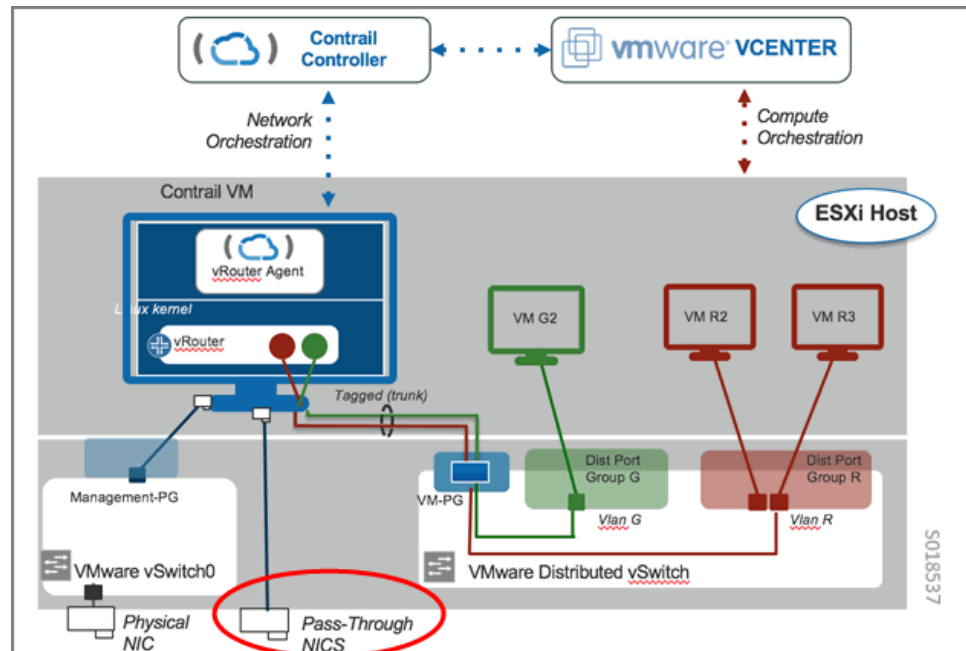 Contrail
Controller
vmware® VCENTER
Network
Orchestration
Compute
Orchestration
Contrail VM
ESXi Host
vRouter Agent
Linux kernel
vRouter
VM G2
VM R2
VM R3
Tagged (trunk)
Management-PG
VM-PG
Dist Port
Group G
Vlan G
Dist Port
Group R
Vlan R
VMware vSwitch0
VMware Distributed vSwitch
Physical
NIC
Pass-Through
NICS
S018537